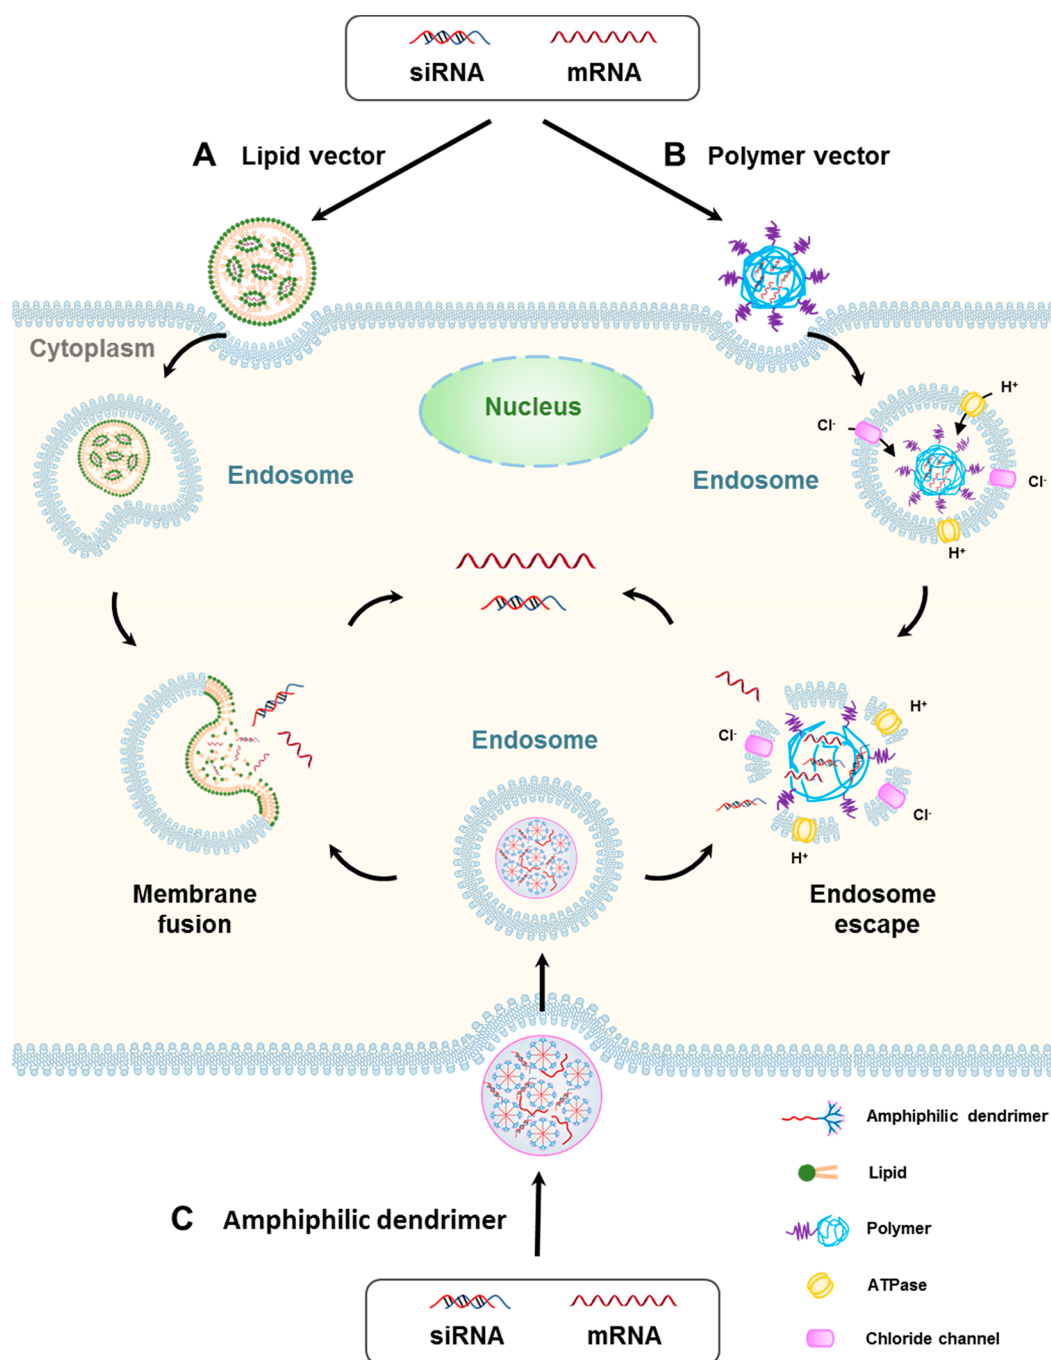 siRNA mRNA
A Lipid vector
B Polymer vector
Cytoplasm
Nucleus
Endosome
Endosome
H+
Cl-
Cl-
H+
Endosome
H+
Cl-
Cl-
H+
Membrane
fusion
Endosome
escape
C Amphiphilic dendrimer
siRNA mRNA
Amphiphilic dendrimer
Lipid
Polymer
ATPase
Chloride channel